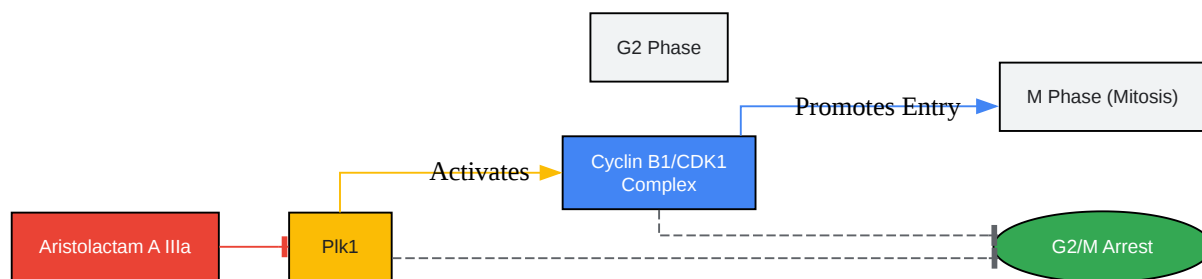 G2 Phase
M Phase (Mitosis)
Promotes Entry
Cyclin B1/CDK1
Complex
Activates
Aristolactam A IIIa
Plk1
G2/M Arrest